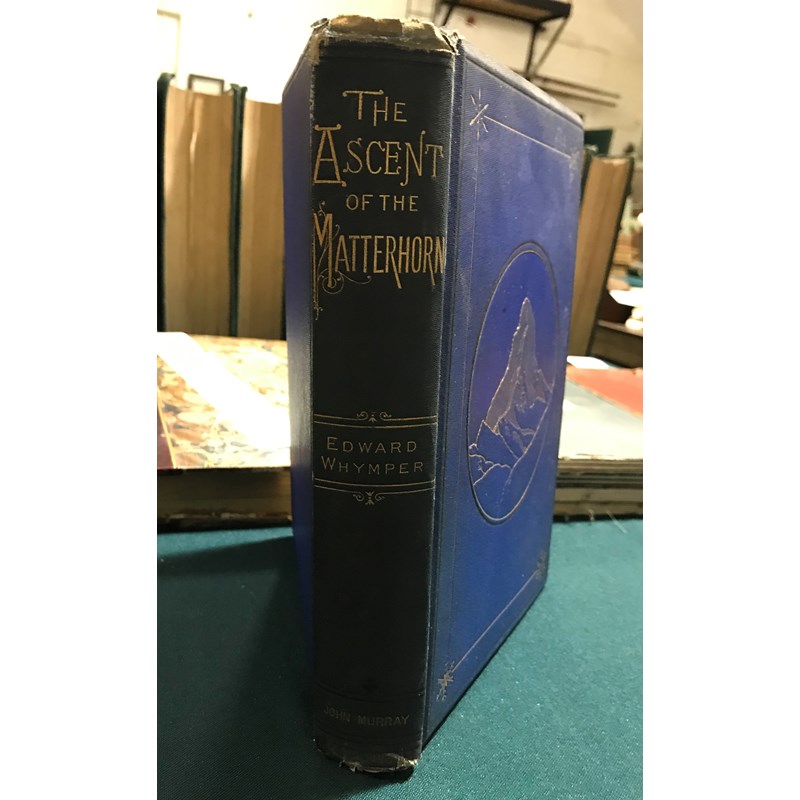 THE
ASCENT
OF THE
MATTERHORN
EDWARD
WHYMPER
JOHN MURRAY